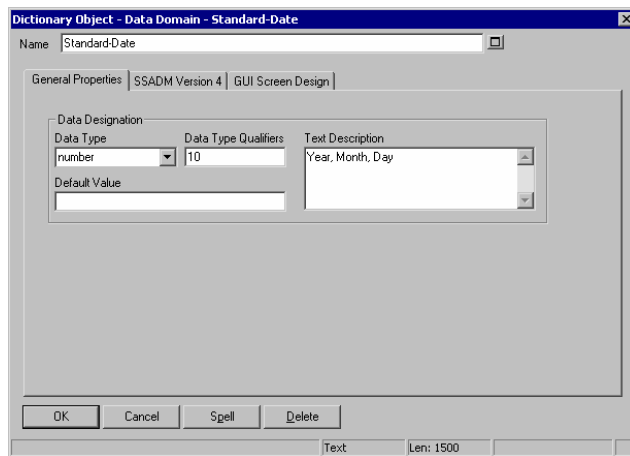 Dictionary Object - Data Domain - Standard-Date
Name Standard-Date
General Properties SSADM Version 4 GUI Screen Design
Data Designation
Data Type Data Type Qualifiers Text Description
number 10 Year, Month, Day
Default Value
OK Cancel Spell Delete
Text Len: 1500